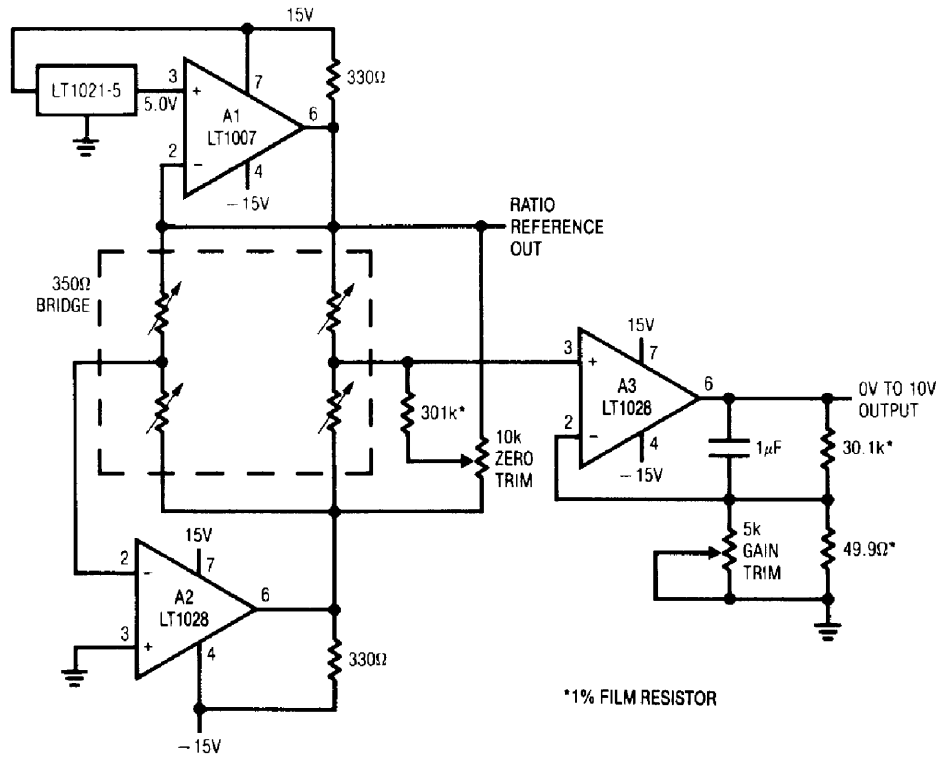 15V
330Ω
LT1021-5
5.0V
3
+
7
A1
LT1007
6
2
−
4
−15V
RATIO
REFERENCE
OUT
350Ω
BRIDGE
15V
3
+
7
A3
LT1028
6
0V TO 10V
OUTPUT
301k*
10k
ZERO
TRIM
2
−
4
−15V
1μF
30.1k*
15V
5k
GAIN
TRIM
49.9Ω*
2
−
7
A2
LT1028
6
3
+
4
330Ω
−15V
*1% FILM RESISTOR